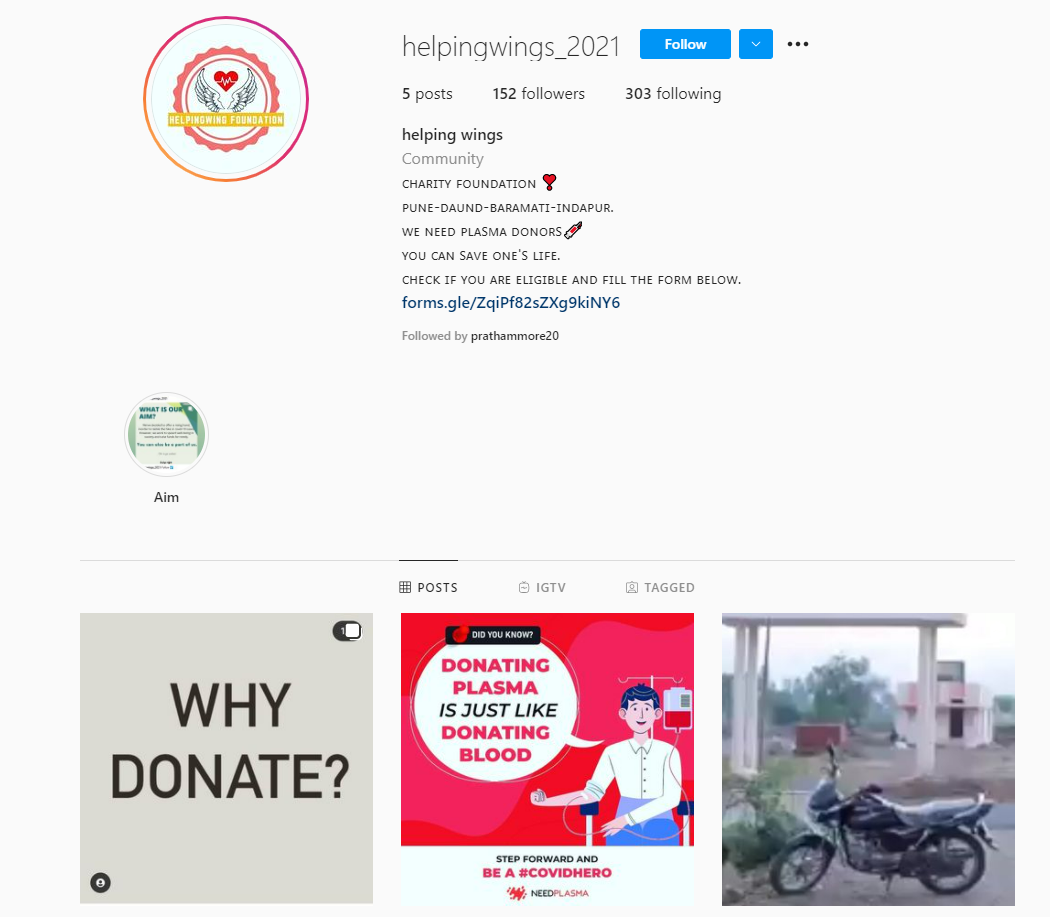 helpingwings_2021 Follow
5 posts 152 followers 303 following
HELPINGWING FOUNDATION
helping wings
Community
CHARITY FOUNDATION ❣
PUNE-DAUND-BARAMATI-INDAPUR.
WE NEED PLASMA DONORS💉
YOU CAN SAVE ONE'S LIFE.
CHECK IF YOU ARE ELIGIBLE AND FILL THE FORM BELOW.
forms.gle/ZqiPf82sZXg9kiNY6
Followed by prathammore20
WHAT IS OUR
AIM?
You can also be a part of us.
Aim
POSTS IGTV TAGGED
WHY
DONATE?
DID YOU KNOW?
DONATING
PLASMA
IS JUST LIKE
DONATING
BLOOD
STEP FORWARD AND
BE A #COVIDHERO
NEEDPLASMA